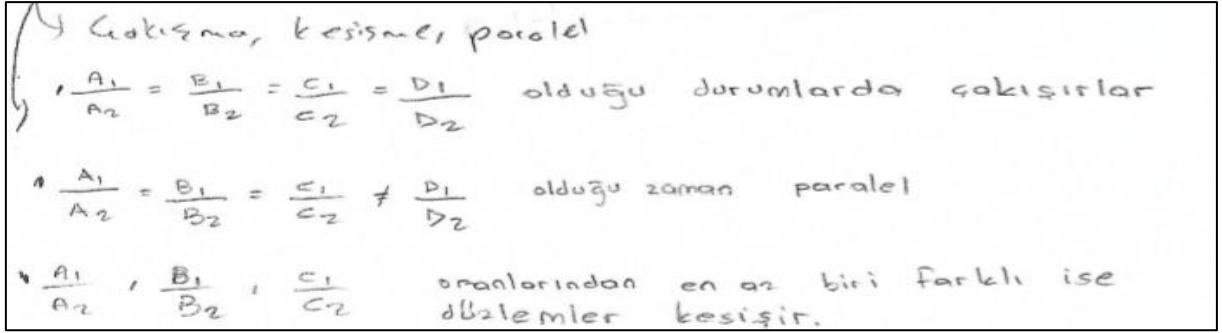 Çakışma, kesişme, paralel
A1/A2 = B1/B2 = C1/C2 = D1/D2 olduğu durumlarda çakışırlar
A1/A2 = B1/B2 = C1/C2 ≠ D1/D2 olduğu zaman paralel
A1/A2, B1/B2, C1/C2 oranlarından en az biri farklı ise
düzlemler kesişir.